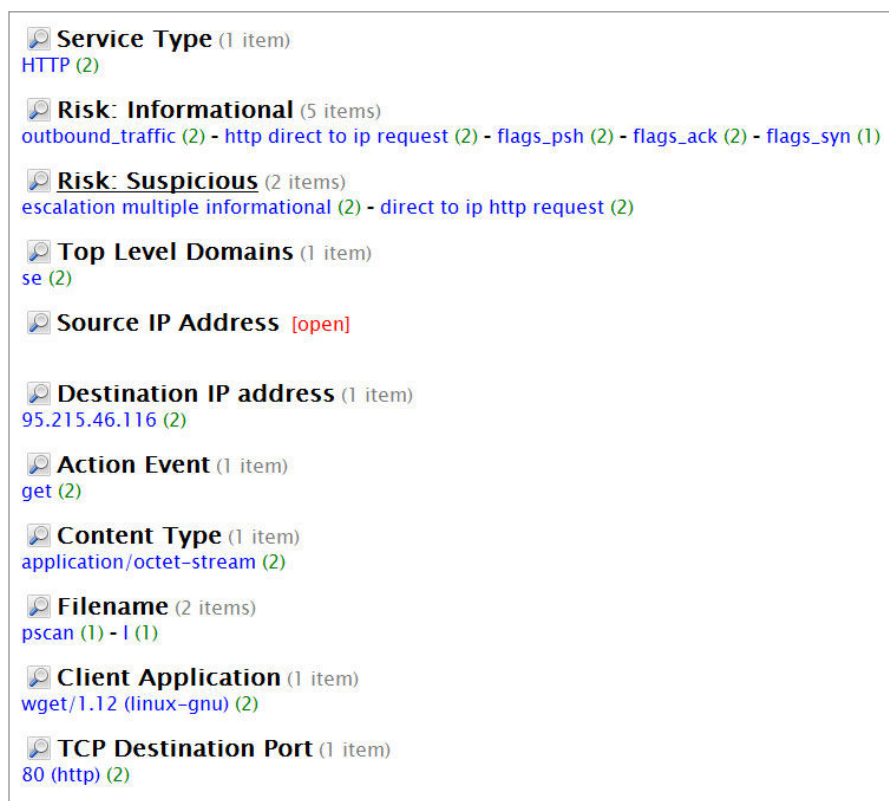 Service Type (1 item)
HTTP (2)
Risk: Informational (5 items)
outbound_traffic (2) - http direct to ip request (2) - flags_psh (2) - flags_ack (2) - flags_syn (1)
Risk: Suspicious (2 items)
escalation multiple informational (2) - direct to ip http request (2)
Top Level Domains (1 item)
se (2)
Source IP Address [open]
Destination IP address (1 item)
95.215.46.116 (2)
Action Event (1 item)
get (2)
Content Type (1 item)
application/octet-stream (2)
Filename (2 items)
pscan (1) - l (1)
Client Application (1 item)
wget/1.12 (linux-gnu) (2)
TCP Destination Port (1 item)
80 (http) (2)